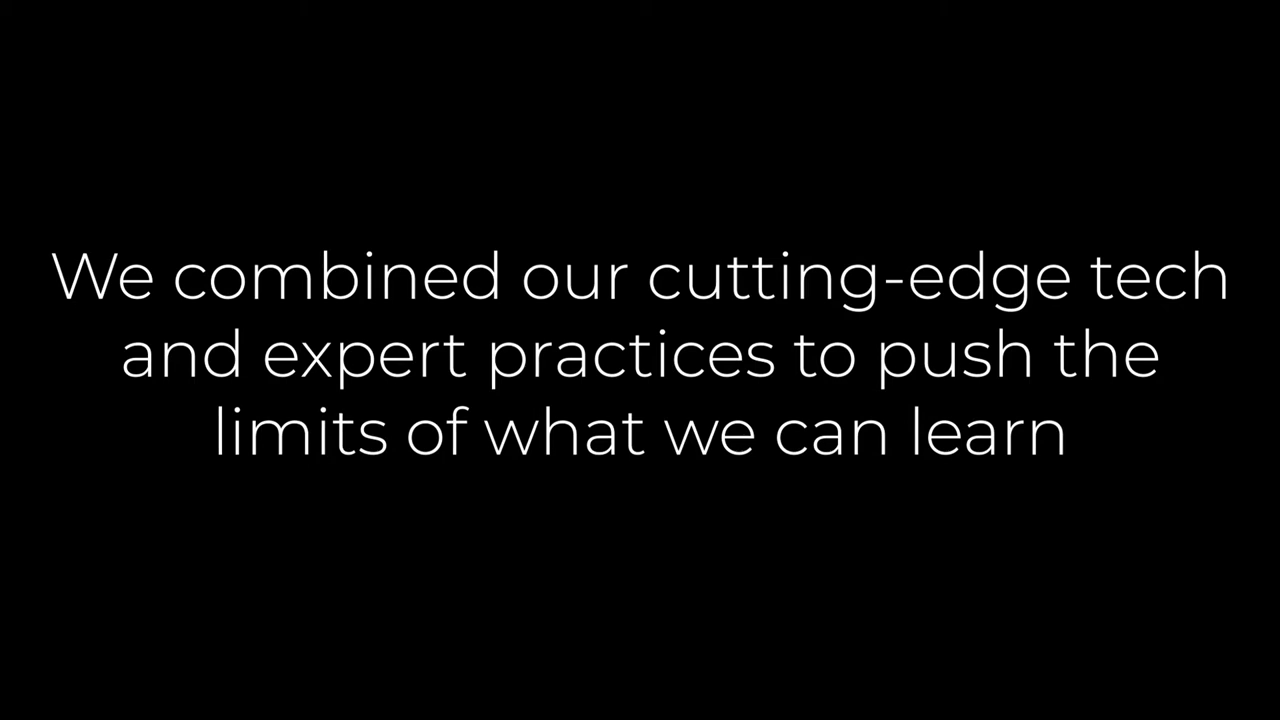 We combined our cutting-edge tech
and expert practices to push the
limits of what we can learn